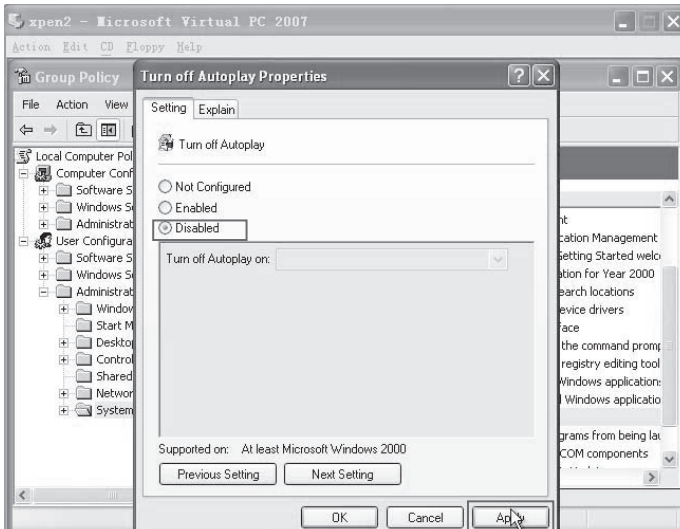 xpen2 - Microsoft Virtual PC 2007
Action Edit CD Floppy Help
Group Policy
File Action View
Local Computer Pol
Computer Conf
Software S
Windows S
Administrat
User Configura
Software S
Windows S
Administrat
Window
Start M
Deskto
Control
Shared
Networ
System
Turn off Autoplay Properties
Setting Explain
Turn off Autoplay
Not Configured
Enabled
Disabled
Turn off Autoplay on:
Supported on: At least Microsoft Windows 2000
Previous Setting Next Setting
OK Cancel Apply
nt
cation Management
Getting Started welco
ation for Year 2000
earch locations
evice drivers
face
the command promp
registry editing tool
Windows application
Windows applicatio
grams from being lau
COM components